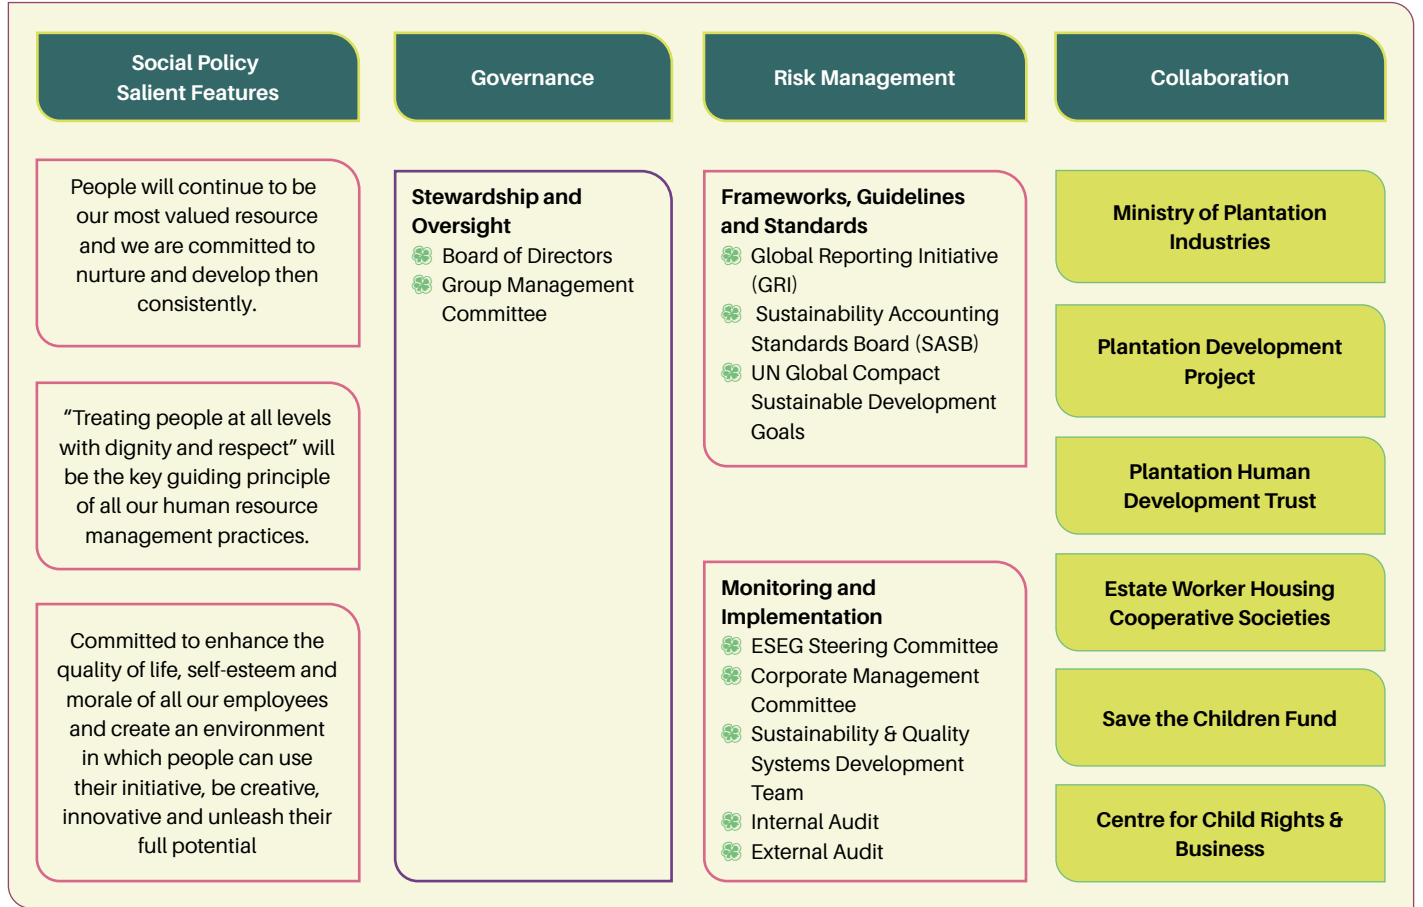 Social Policy
Salient Features
People will continue to be
our most valued resource
and we are committed to
nurture and develop then
consistently.
“Treating people at all levels
with dignity and respect” will
be the key guiding principle
of all our human resource
management practices.
Committed to enhance the
quality of life, self-esteem and
morale of all our employees
and create an environment
in which people can use
their initiative, be creative,
innovative and unleash their
full potential
Governance
Stewardship and
Oversight
Board of Directors
Group Management
Committee
Risk Management
Frameworks, Guidelines
and Standards
Global Reporting Initiative
(GRI)
Sustainability Accounting
Standards Board (SASB)
UN Global Compact
Sustainable Development
Goals
Monitoring and
Implementation
ESEG Steering Committee
Corporate Management
Committee
Sustainability & Quality
Systems Development
Team
Internal Audit
External Audit
Collaboration
Ministry of Plantation
Industries
Plantation Development
Project
Plantation Human
Development Trust
Estate Worker Housing
Cooperative Societies
Save the Children Fund
Centre for Child Rights &
Business